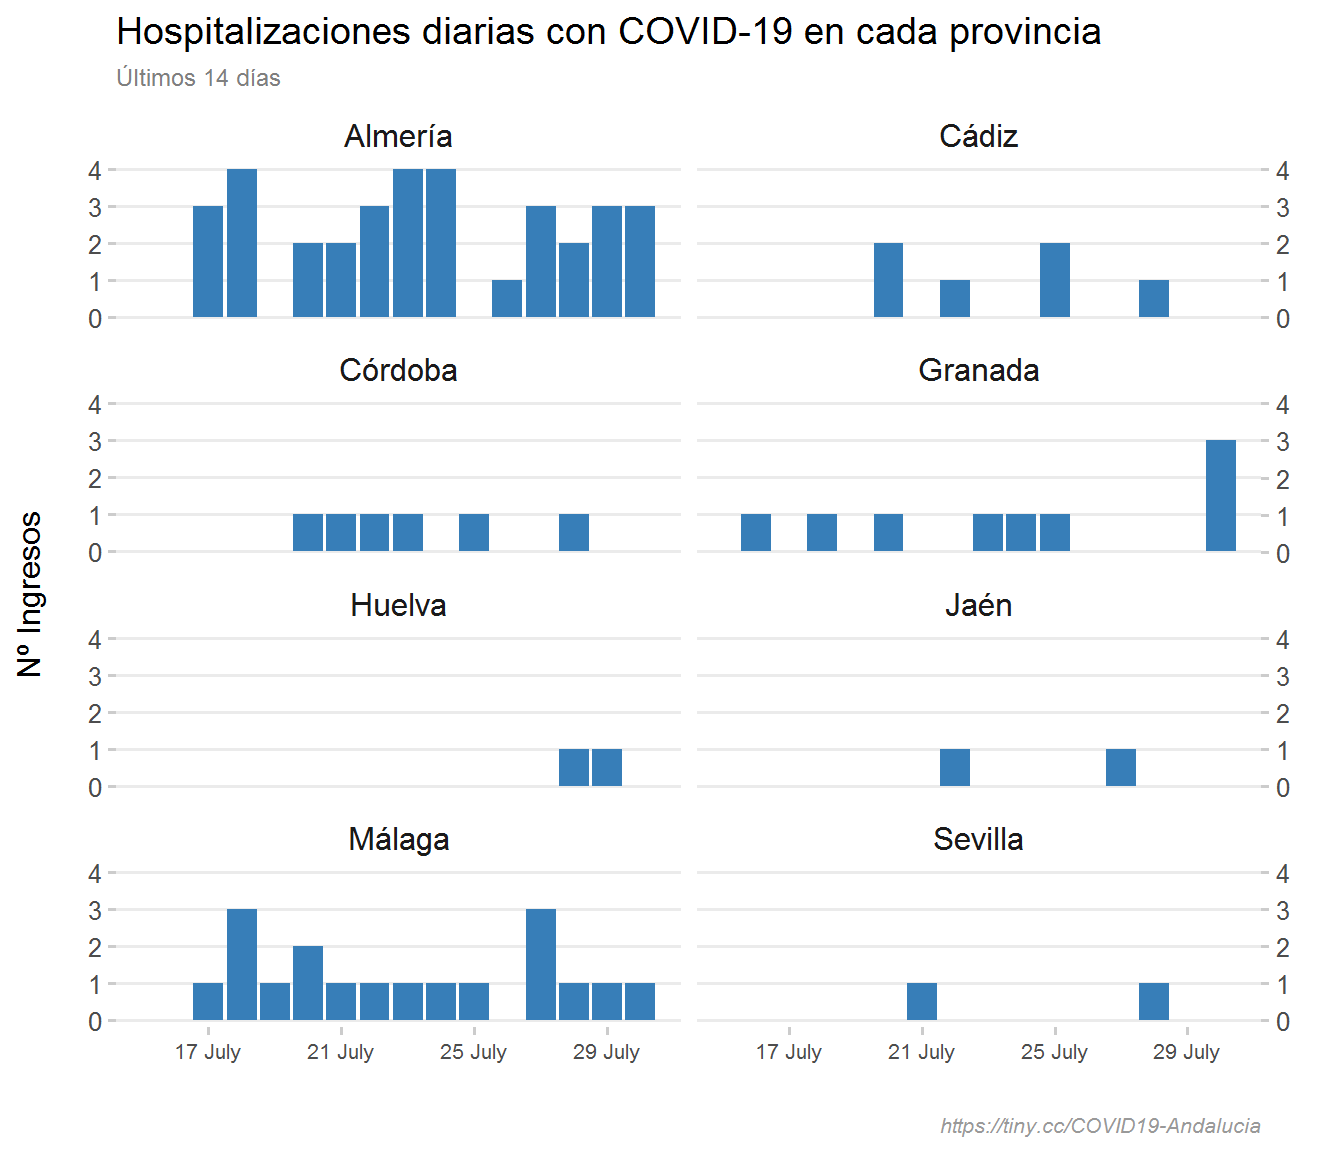 Hospitalizaciones diarias con COVID-19 en cada provincia
Últimos 14 días
Almería
Cádiz
4
3
2
1
0
4
3
2
1
0
Córdoba
Granada
4
3
2
1
0
4
3
2
1
0
Nº Ingresos
Huelva
Jaén
4
3
2
1
0
4
3
2
1
0
Málaga
Sevilla
4
3
2
1
0
4
3
2
1
0
17 July 21 July 25 July 29 July
17 July 21 July 25 July 29 July
https://tiny.cc/COVID19-Andalucia